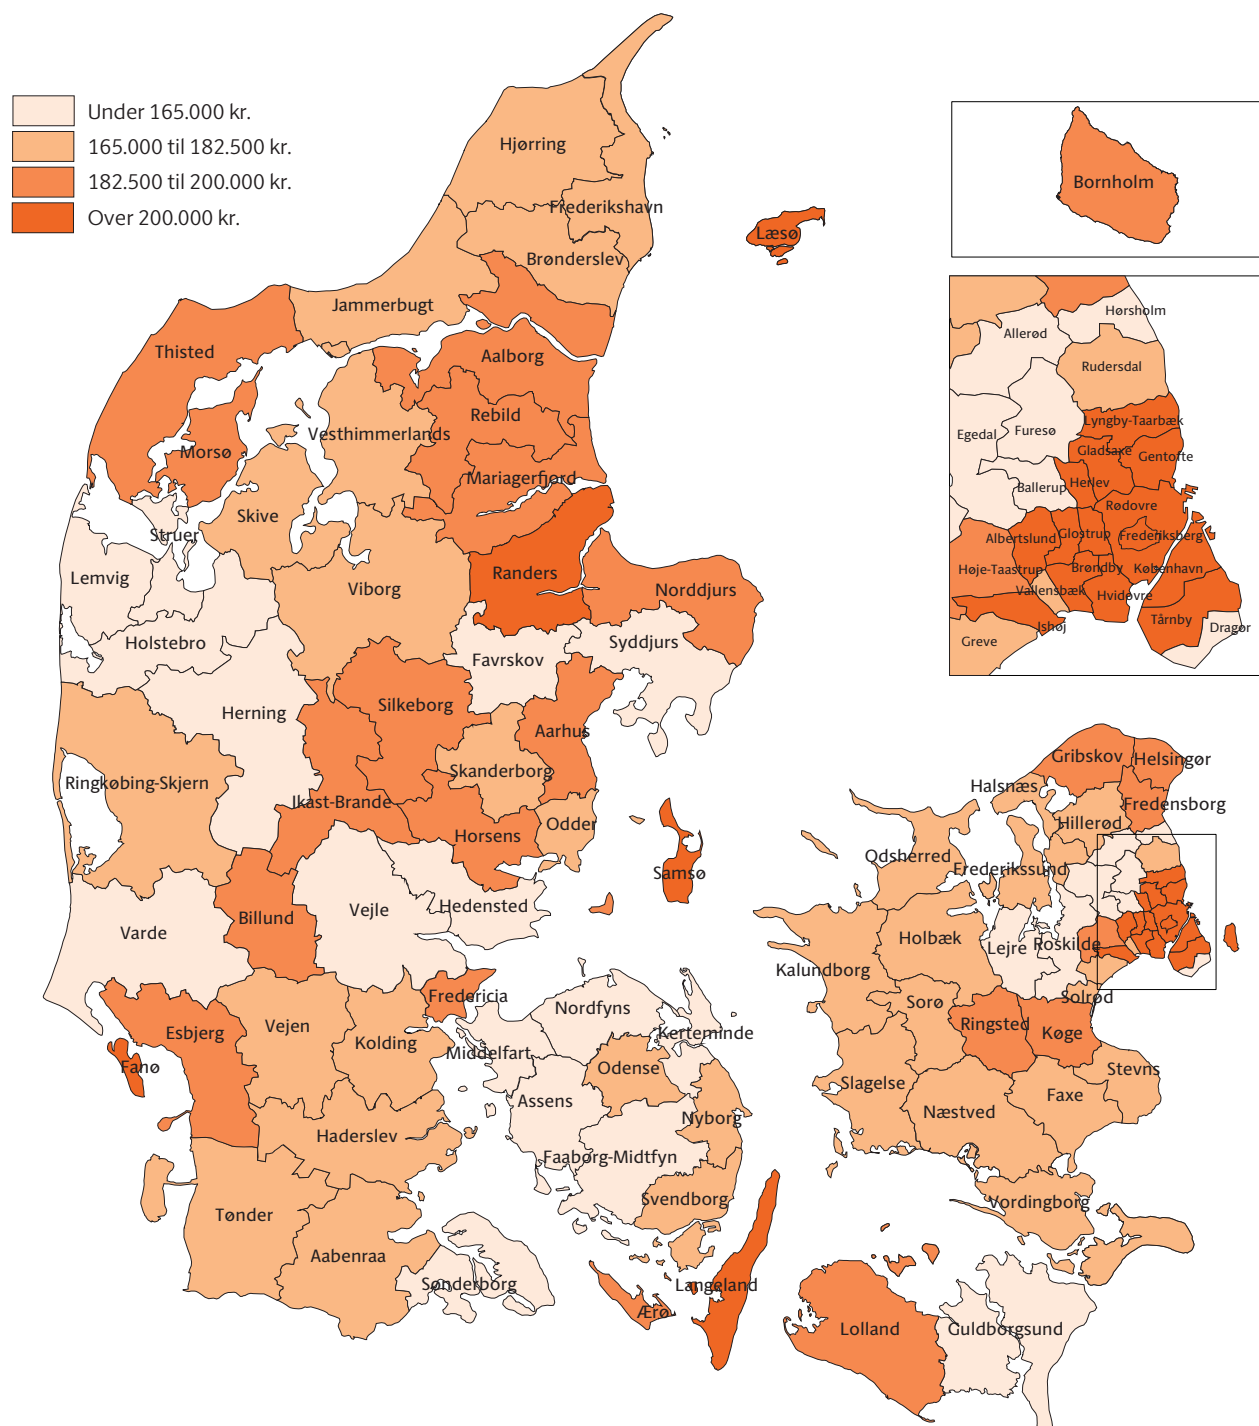 Under 165.000 kr.
165.000 til 182.500 kr.
182.500 til 200.000 kr.
Over 200.000 kr.
Hjørring
Frederikshavn
Brønderslev
Læsø
Jammerbugt
Thisted
Aalborg
Rebild
Vesthimmerlands
Morsø
Mariagerfjord
Skive
Struer
Lemvig
Viborg
Randers
Norddjurs
Holstebro
Favrskov
Syddjurs
Herning
Silkeborg
Aarhus
Ringkøbing-Skjern
Skanderborg
Ikast-Brande
Horsens
Odder
Samsø
Hedensted
Vejle
Billund
Varde
Fredericia
Esbjerg
Vejen
Kolding
Fanø
Nordfyns
Kerteminde
Middelfart
Odense
Assens
Nyborg
Haderslev
Faaborg-Midtfyn
Svendborg
Tønder
Aabenraa
Sønderborg
Langeland
Ærø
Bornholm
Hørsholm
Allerød
Rudersdal
Lyngby-Taarbæk
Egedal
Furesø
Gladsaxe
Gentofte
Ballerup
Herlev
Rødovre
Albertslund
Glostrup
Frederiksberg
Høje-Taastrup
Brøndby
København
Vallensbæk
Hvidovre
Ishøj
Tårnby
Dragør
Greve
Gribskov
Helsingør
Halsnæs
Fredensborg
Hillerød
Odsherred
Frederikssund
Holbæk
Lejre
Roskilde
Kalundborg
Solrød
Sorø
Ringsted
Køge
Stevns
Slagelse
Næstved
Faxe
Vordingborg
Lolland
Guldborgsund